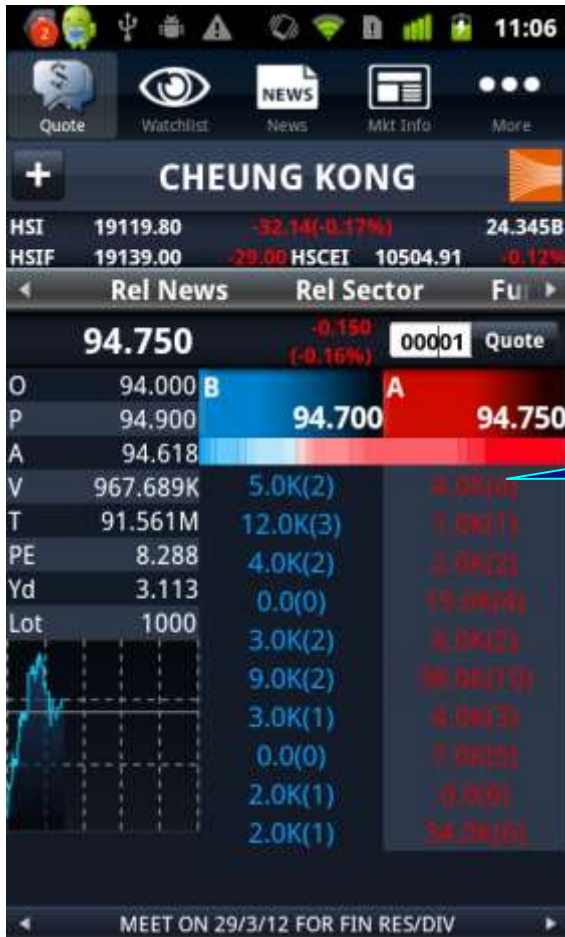 2
11:06
Quote Watchlist News Mkt Info More
NEWS
+ CHEUNG KONG
HSI 19119.80 -32.14(-0.17%) 24.345B
HSIF 19139.00 -29.00 HSCEI 10504.91 -0.12%
Rel News Rel Sector Fu
94.750 -0.150 (-0.16%) 00001 Quote
O 94.000 B 94.700 A 94.750
P 94.900
A 94.618
V 967.689K 5.0K(2)
T 91.561M 12.0K(3)
PE 8.288 4.0K(2)
Yd 3.113 0.0(0)
Lot 1000 3.0K(2)
9.0K(2)
3.0K(1)
0.0(0)
2.0K(1)
2.0K(1)
MEET ON 29/3/12 FOR FIN RES/DIV